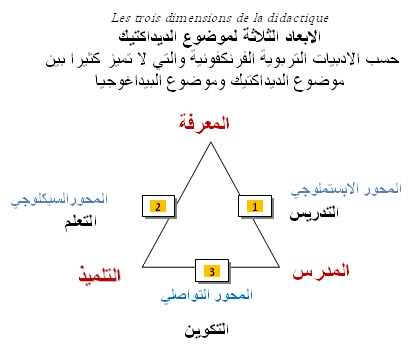 Les trois dimensions de la didactique
الابعاد الثلاثة لموضوع الديداكتيك
حسب الادبيات التربوية الفرنكفونية والتي لا تميز كثيرا بين
موضوع الديداكتيك وموضوع البيداغوجيا
المعرفة
المحور الإبستملوجي
التدريس
1
2
المحور السيكلوجي
التعلم
المدرس
3
التلميذ
المحور التواصلي
التكوين